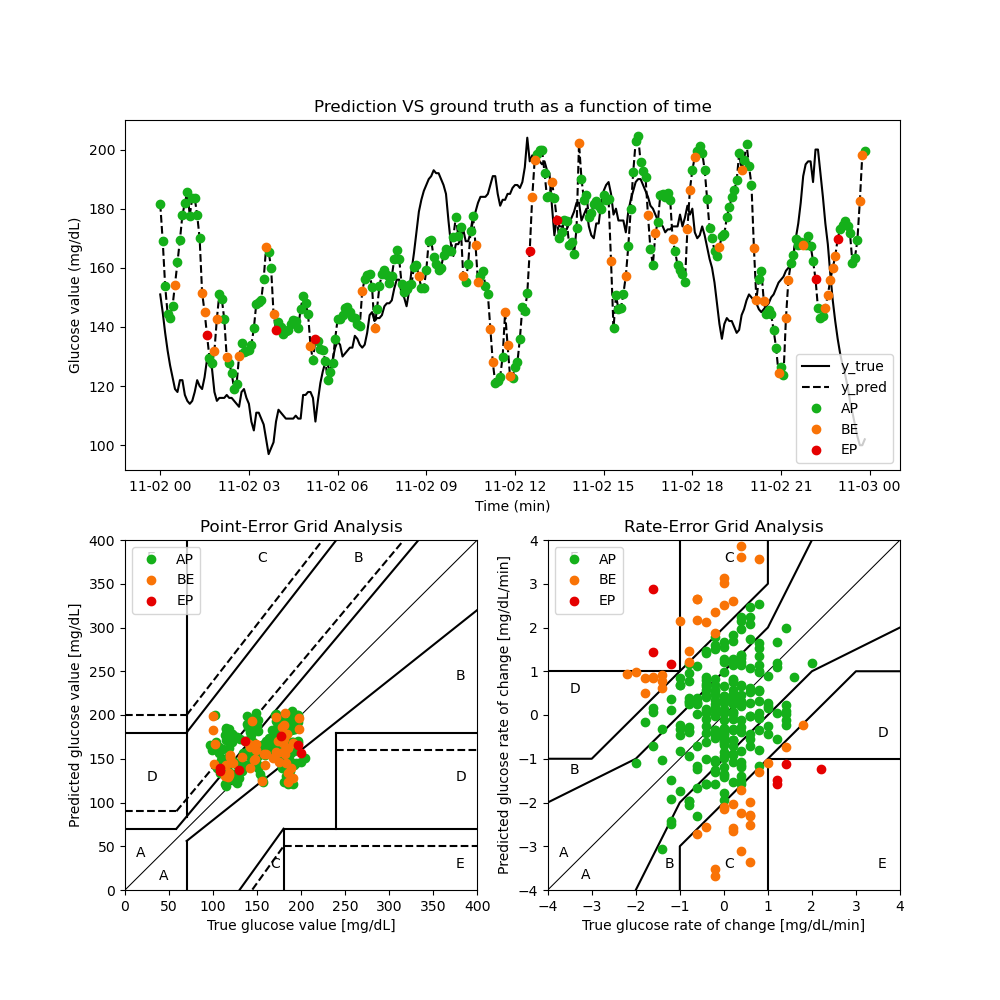 Prediction VS ground truth as a function of time
Glucose value (mg/dL)
200
180
160
140
120
100
y_true
y_pred
AP
BE
EP
11-02 00 11-02 03 11-02 06 11-02 09 11-02 12 11-02 15 11-02 18 11-02 21 11-03 00
Time (min)
Point-Error Grid Analysis
Predicted glucose value [mg/dL]
400
350
300
250
200
150
100
50
0
AP
BE
EP
C
B
B
D
D
A
A
C
E
0 50 100 150 200 250 300 350 400
True glucose value [mg/dL]
Rate-Error Grid Analysis
Predicted glucose rate of change [mg/dL/min]
4
3
2
1
0
−1
−2
−3
−4
AP
BE
EP
C
D
D
B
A
A
B
C
E
−4 −3 −2 −1 0 1 2 3 4
True glucose rate of change [mg/dL/min]